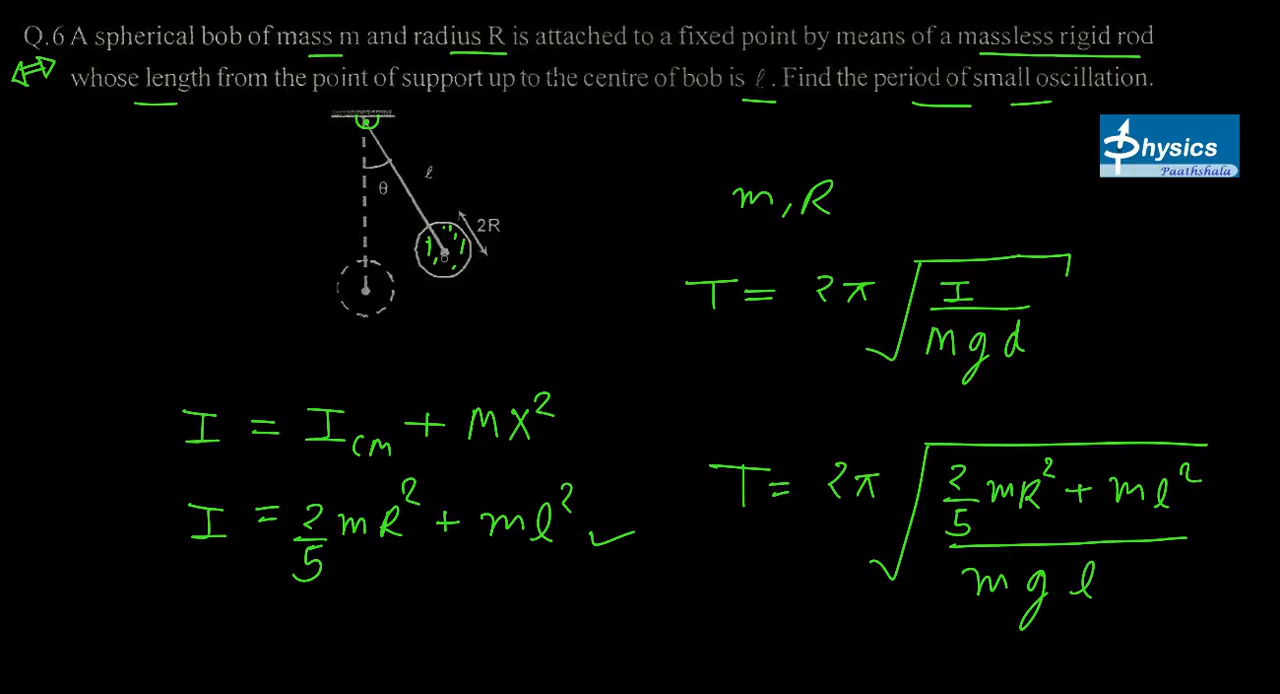 Q.6 A spherical bob of mass m and radius R is attached to a fixed point by means of a massless rigid rod
whose length from the point of support up to the centre of bob is ℓ. Find the period of small oscillation.
Physics
Paathshala
θ
ℓ
2R
m, R
T = 2π √(I / Mgd)
I = I_CM + MX²
I = 2/5 mR² + mℓ² ✓
T = 2π √((2/5 mR² + mℓ²) / mgℓ)